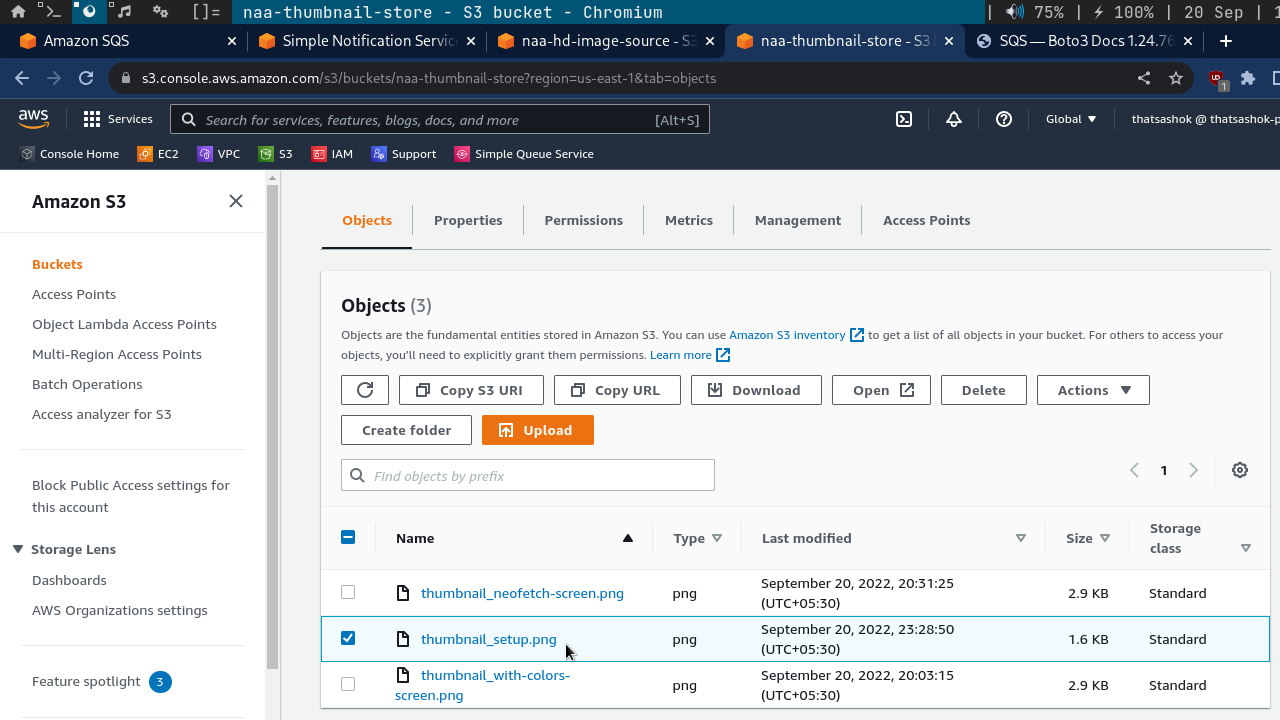 >_ []= naa-thumbnail-store - S3 bucket - Chromium | 75% | 100% | 20 Sep |
Amazon SQS
Simple Notification Servic
naa-hd-image-source - S3
naa-thumbnail-store - S3
SQS — Boto3 Docs 1.24.76
s3.console.aws.amazon.com/s3/buckets/naa-thumbnail-store?region=us-east-1&tab=objects
1
aws
Services
Search for services, features, blogs, docs, and more
[Alt+S]
Global
thatsashok @ thatsashok-p
Console Home
EC2
VPC
S3
IAM
Support
Simple Queue Service
Amazon S3
Buckets
Access Points
Object Lambda Access Points
Multi-Region Access Points
Batch Operations
Access analyzer for S3
Block Public Access settings for
this account
Storage Lens
Dashboards
AWS Organizations settings
Feature spotlight 3
Objects
Properties
Permissions
Metrics
Management
Access Points
Objects (3)
Objects are the fundamental entities stored in Amazon S3. You can use Amazon S3 inventory to get a list of all objects in your bucket. For others to access your
objects, you'll need to explicitly grant them permissions. Learn more
Copy S3 URI
Copy URL
Download
Open
Delete
Actions
Create folder
Upload
Find objects by prefix
1
Name
Type
Last modified
Size
Storage
class
thumbnail_neofetch-screen.png
png
September 20, 2022, 20:31:25
(UTC+05:30)
2.9 KB
Standard
thumbnail_setup.png
png
September 20, 2022, 23:28:50
(UTC+05:30)
1.6 KB
Standard
thumbnail_with-colors-
screen.png
png
September 20, 2022, 20:03:15
(UTC+05:30)
2.9 KB
Standard